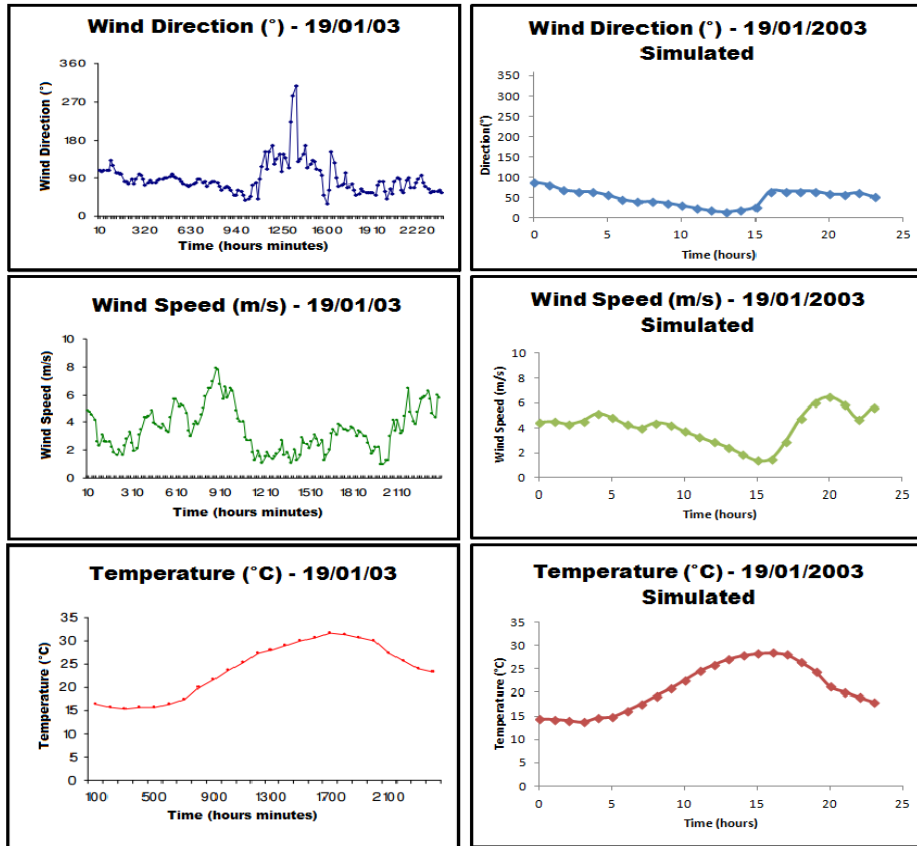 Wind Direction (°) - 19/01/03
360
270
180
90
0
Wind Direction (°)
10 320 630 940 1250 1600 1910 2220
Time (hours minutes)
Wind Direction (°) - 19/01/2003
Simulated
350
300
250
200
150
100
50
0
Direction(°)
0 5 10 15 20 25
Time (hours)
Wind Speed (m/s) - 19/01/03
10
8
6
4
2
0
Wind Speed (m/s)
10 310 610 910 1210 1510 1810 2110
Time (hours minutes)
Wind Speed (m/s) - 19/01/2003
Simulated
10
8
6
4
2
0
Wind Speed (m/s)
0 5 10 15 20 25
Time (hours)
Temperature (°C) - 19/01/03
35
30
25
20
15
10
5
0
Temperature (°C)
100 500 900 1300 1700 2100
Time (hours minutes)
Temperature (°C) - 19/01/2003
Simulated
35
30
25
20
15
10
5
0
Temperature (°C)
0 5 10 15 20 25
Time (hours)